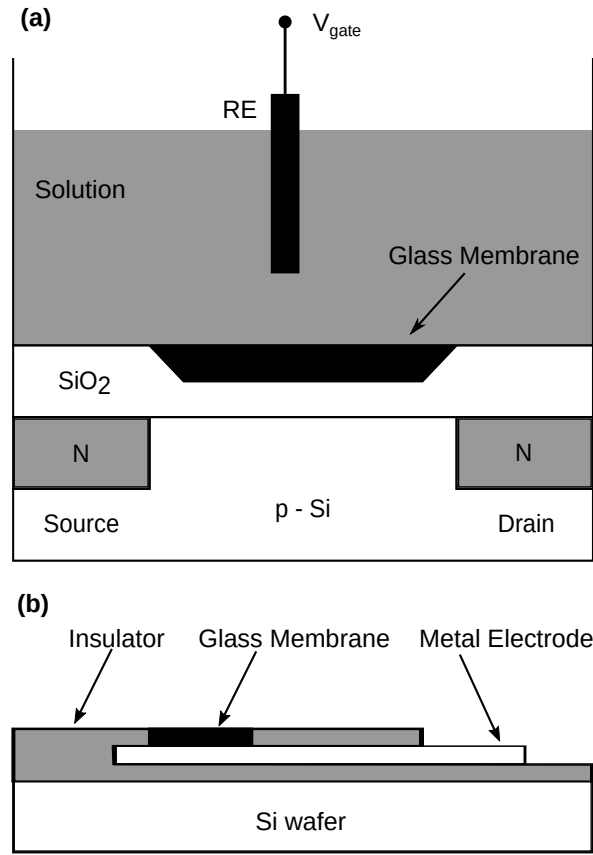 (a)
V_gate
RE
Solution
Glass Membrane
SiO2
N
N
Source
p - Si
Drain
(b)
Insulator
Glass Membrane
Metal Electrode
Si wafer